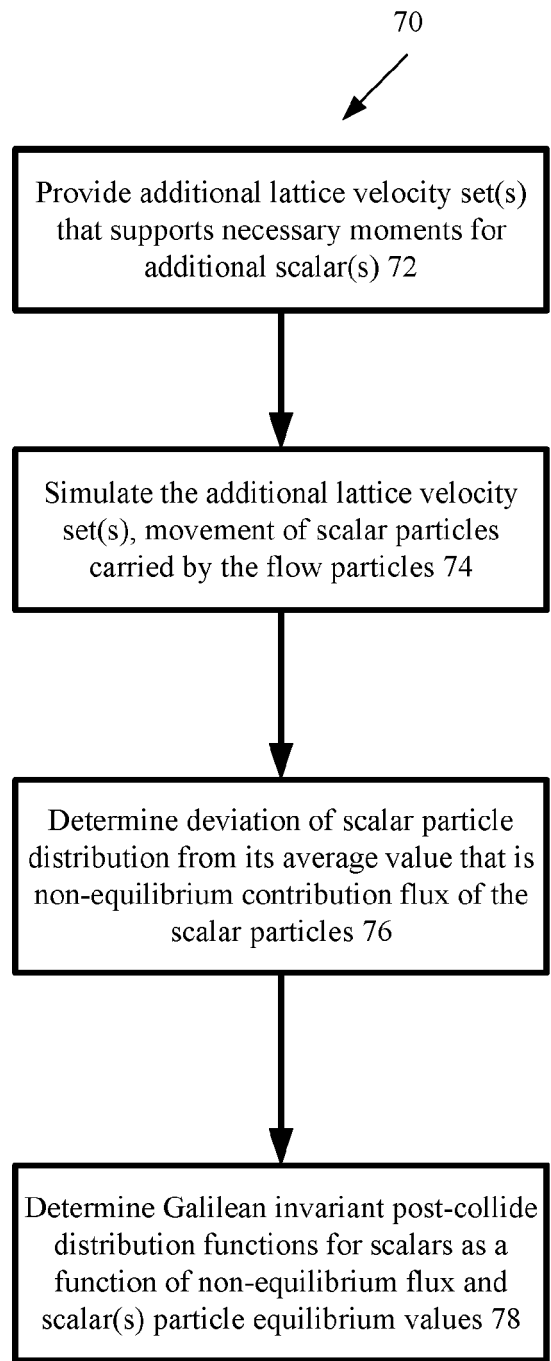 70
Provide additional lattice velocity set(s)
that supports necessary moments for
additional scalar(s) 72
Simulate the additional lattice velocity
set(s), movement of scalar particles
carried by the flow particles 74
Determine deviation of scalar particle
distribution from its average value that is
non-equilibrium contribution flux of the
scalar particles 76
Determine Galilean invariant post-collide
distribution functions for scalars as a
function of non-equilibrium flux and
scalar(s) particle equilibrium values 78